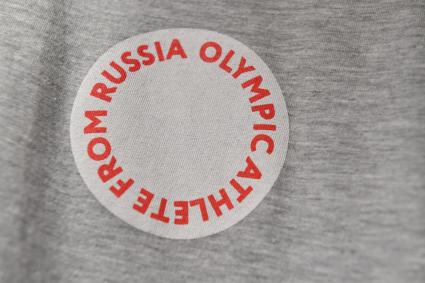 OLYMPIC ATHLETE FROM RUSSIA